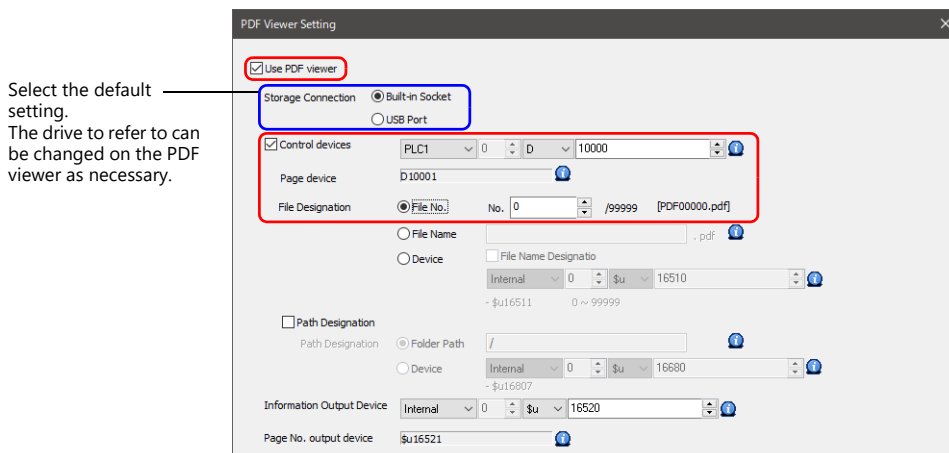 PDF Viewer Setting
Use PDF viewer
Select the default
setting.
The drive to refer to can
be changed on the PDF
viewer as necessary.
Storage Connection Built-in Socket
USB Port
Control devices PLC1 0 D 10000
Page device D10001
File Designation File No. No. 0 /99999 [PDF00000.pdf]
File Name . pdf
Device File Name Designatio
Internal 0 $u 16510
- $u16511 0 ~ 99999
Path Designation
Path Designation Folder Path /
Device Internal 0 $u 16680
- $u16807
Information Output Device Internal 0 $u 16520
Page No. output device $u16521